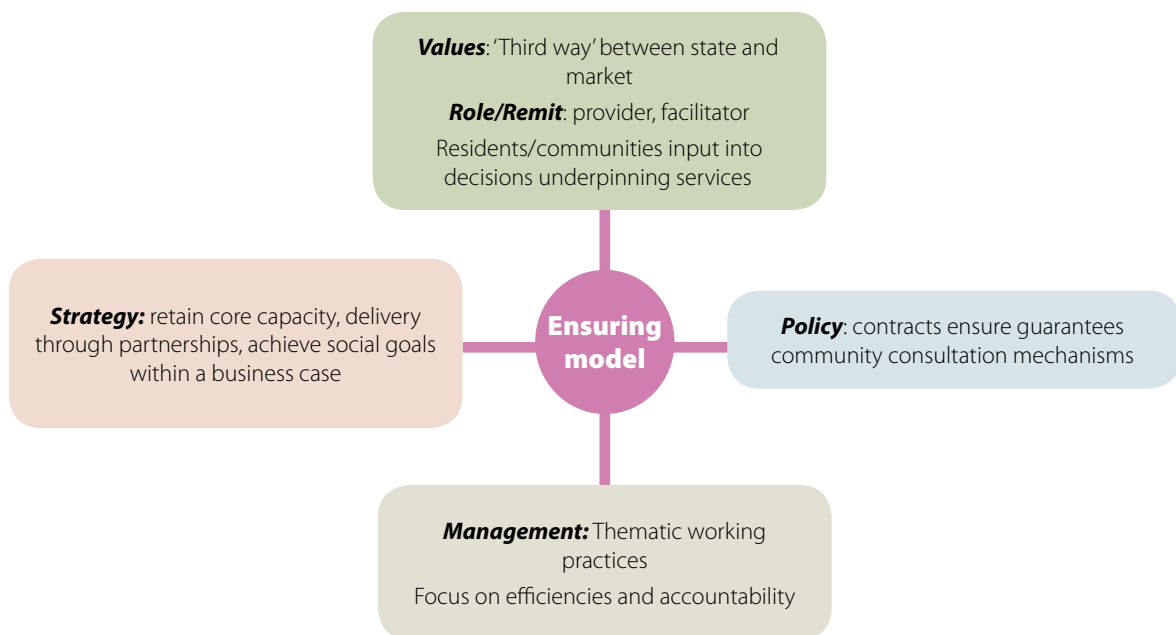 Values: ‘Third way’ between state and
market
Role/Remit: provider, facilitator
Residents/communities input into
decisions underpinning services
Strategy: retain core capacity, delivery
through partnerships, achieve social goals
within a business case
Ensuring
model
Policy: contracts ensure guarantees
community consultation mechanisms
Management: Thematic working
practices
Focus on efficiencies and accountability